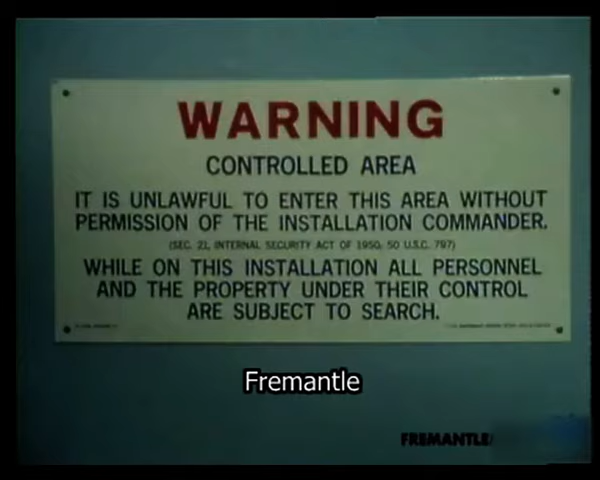 WARNING
CONTROLLED AREA
IT IS UNLAWFUL TO ENTER THIS AREA WITHOUT
PERMISSION OF THE INSTALLATION COMMANDER.
(SEC. 21, INTERNAL SECURITY ACT OF 1950; 50 U.S.C. 797)
WHILE ON THIS INSTALLATION ALL PERSONNEL
AND THE PROPERTY UNDER THEIR CONTROL
ARE SUBJECT TO SEARCH.
Fremantle
FREMANTLE